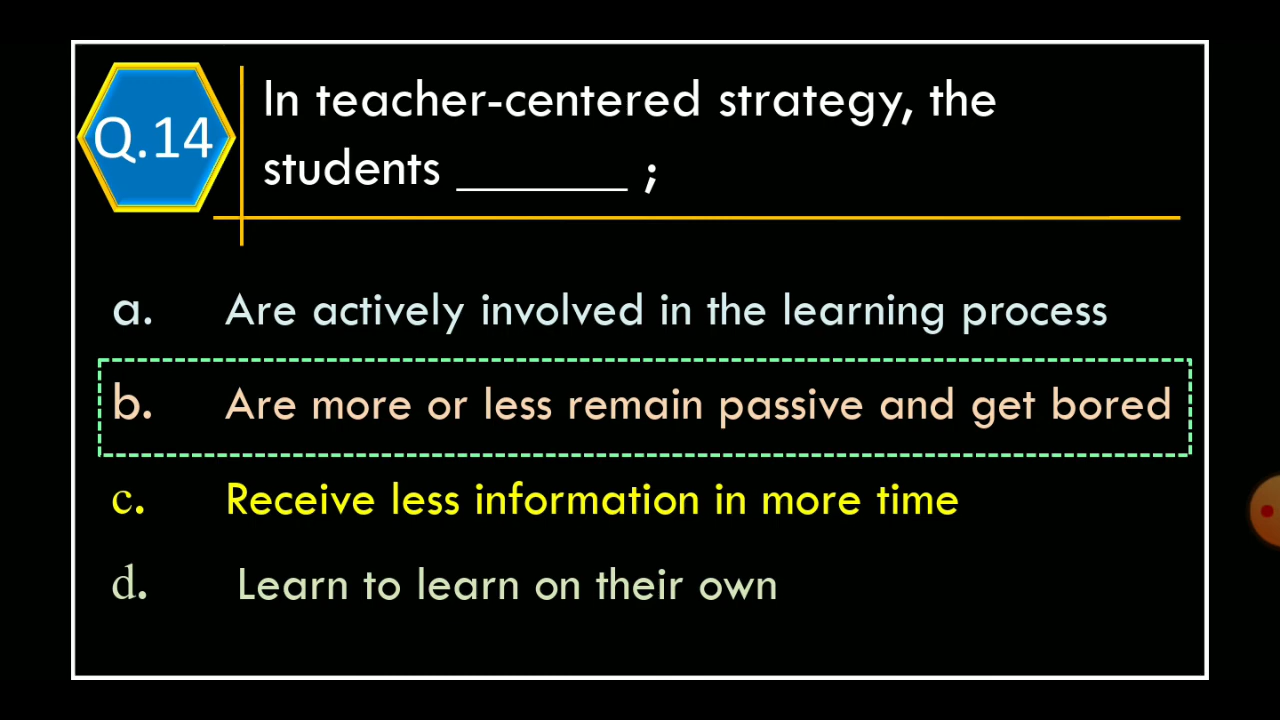 Q.14
In teacher-centered strategy, the
students _______ ;
a. Are actively involved in the learning process
b. Are more or less remain passive and get bored
c. Receive less information in more time
d. Learn to learn on their own